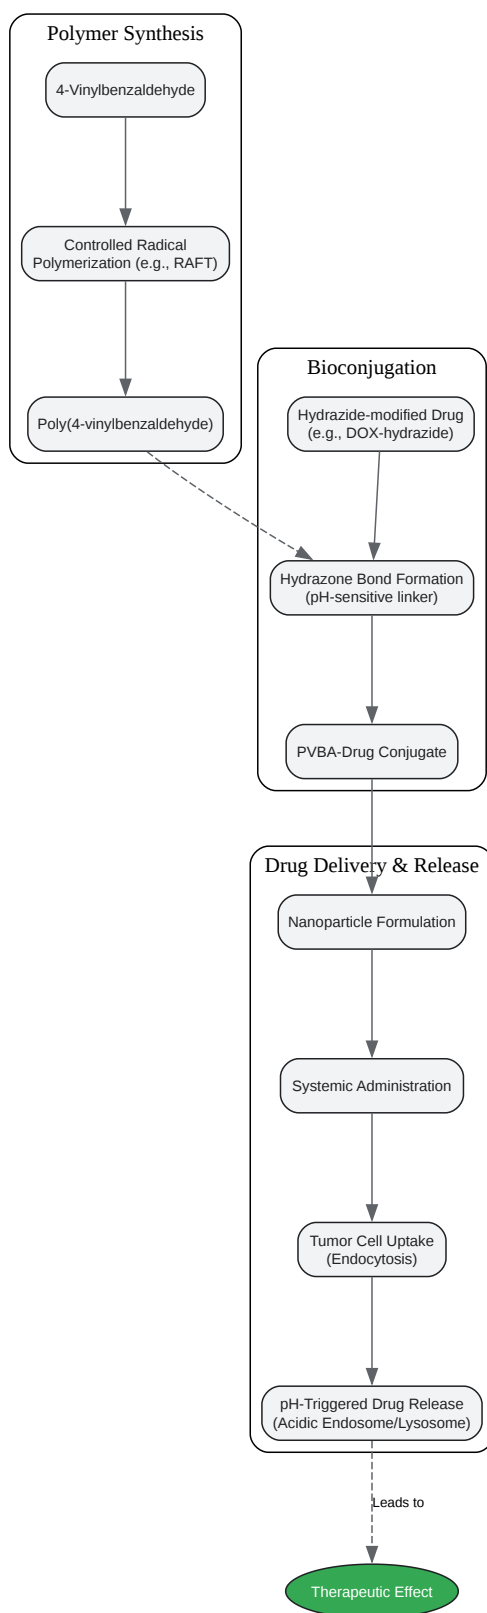 Polymer Synthesis
4-Vinylbenzaldehyde
Controlled Radical
Polymerization (e.g., RAFT)
Poly(4-vinylbenzaldehyde)
Bioconjugation
Hydrazide-modified Drug
(e.g., DOX-hydrazide)
Hydrazone Bond Formation
(pH-sensitive linker)
PVBA-Drug Conjugate
Drug Delivery & Release
Nanoparticle Formulation
Systemic Administration
Tumor Cell Uptake
(Endocytosis)
pH-Triggered Drug Release
(Acidic Endosome/Lysosome)
Leads to
Therapeutic Effect